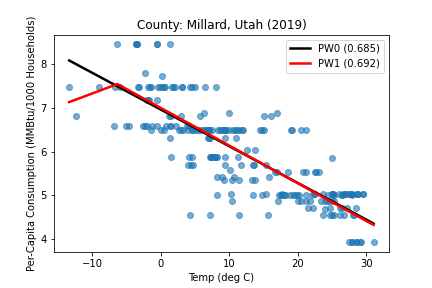 County: Millard, Utah (2019)
PW0 (0.685)
PW1 (0.692)
Per-Capita Consumption (MMBtu/1000 Households)
8
7
6
5
4
−10
0
10
20
30
Temp (deg C)